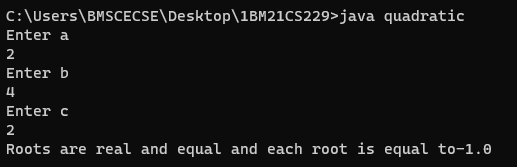 C:\Users\BMSCECSE\Desktop\1BM21CS229>java quadratic
Enter a
2
Enter b
4
Enter c
2
Roots are real and equal and each root is equal to-1.0